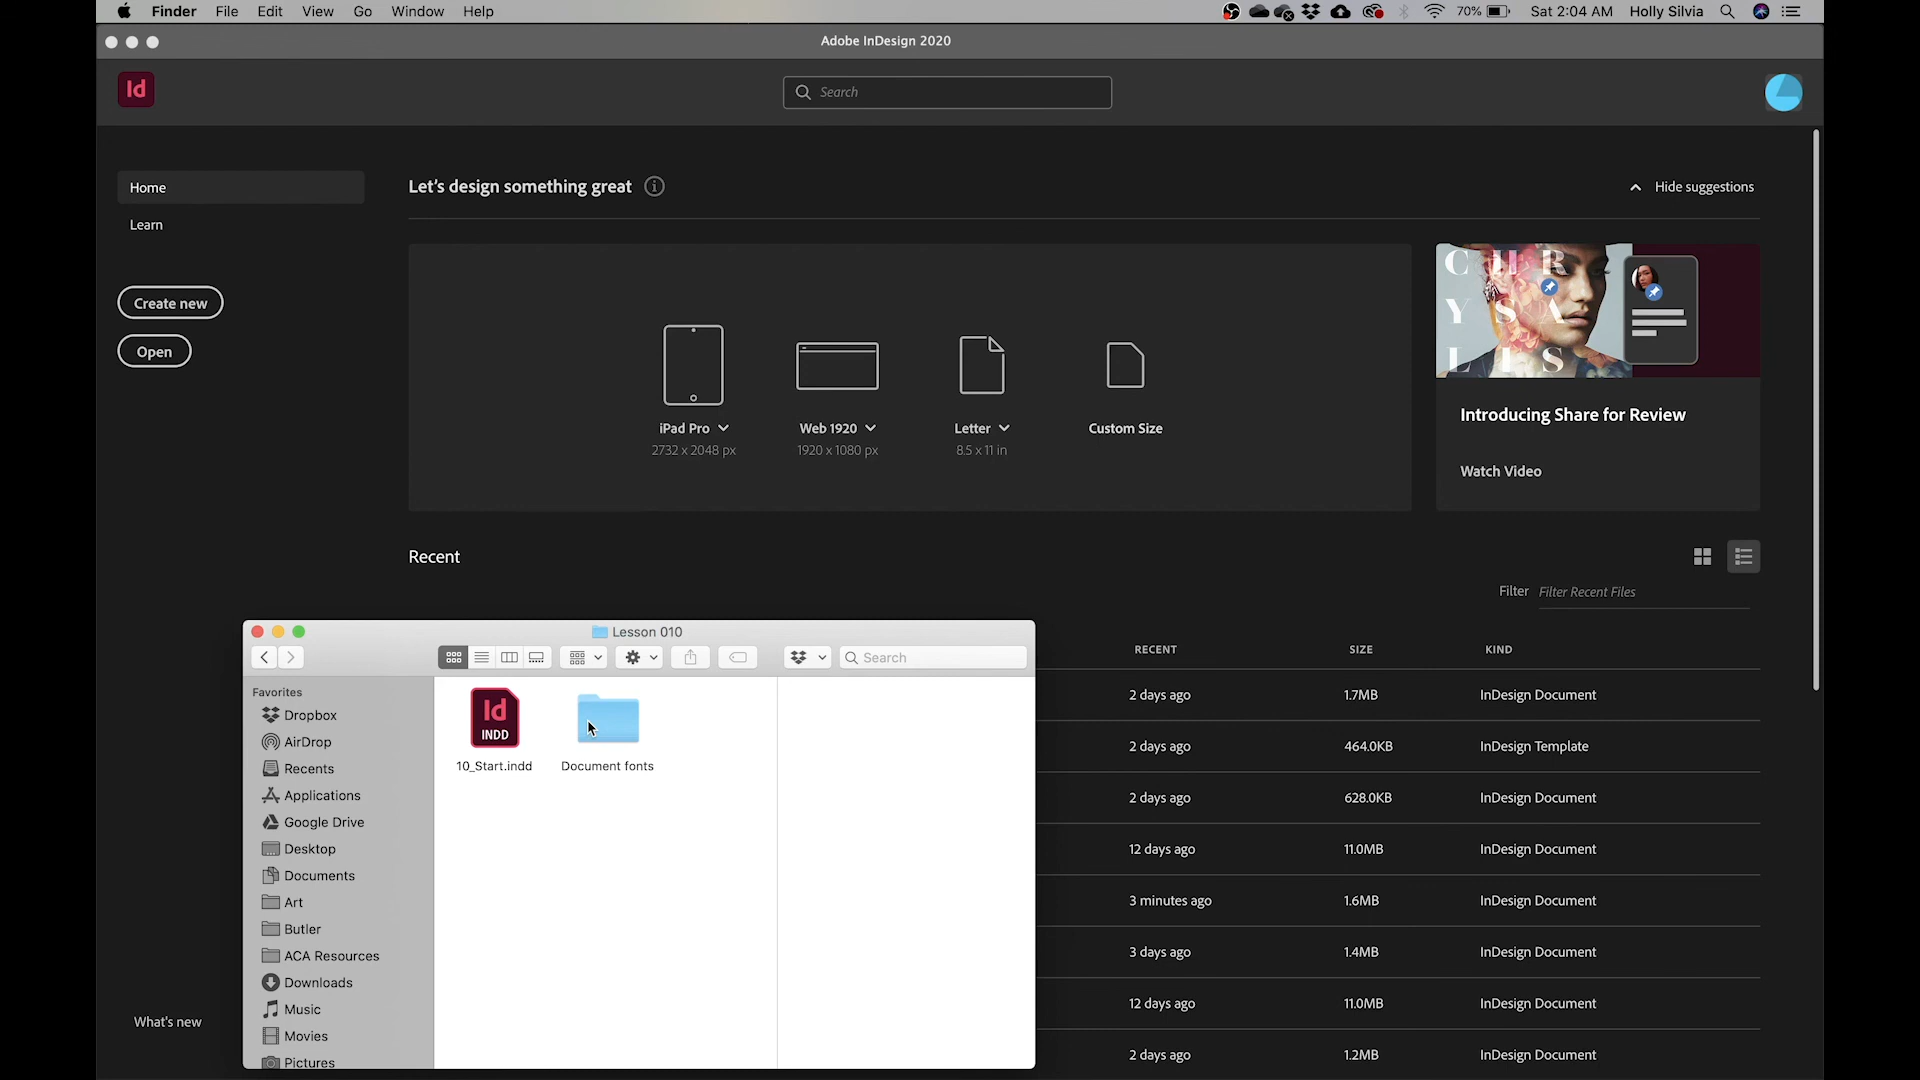 Finder File Edit View Go Window Help 70% Sat 2:04 AM Holly Silvia
Adobe InDesign 2020
Id Search
Home
Learn
Create new
Open
Let's design something great
Hide suggestions
iPad Pro
2732 x 2048 px
Web 1920
1920 x 1080 px
Letter
8.5 x 11 in
Custom Size
C H R
Y S A
L I S
Introducing Share for Review
Watch Video
Recent
Filter Filter Recent Files
RECENT SIZE KIND
2 days ago 1.7MB InDesign Document
2 days ago 464.0KB InDesign Template
2 days ago 628.0KB InDesign Document
12 days ago 11.0MB InDesign Document
3 minutes ago 1.6MB InDesign Document
3 days ago 1.4MB InDesign Document
12 days ago 11.0MB InDesign Document
2 days ago 1.2MB InDesign Document
Lesson 010
Search
Favorites
Dropbox
AirDrop
Recents
Applications
Google Drive
Desktop
Documents
Art
Butler
ACA Resources
Downloads
Music
Movies
Pictures
Id
INDD
10_Start.indd
Document fonts
What's new